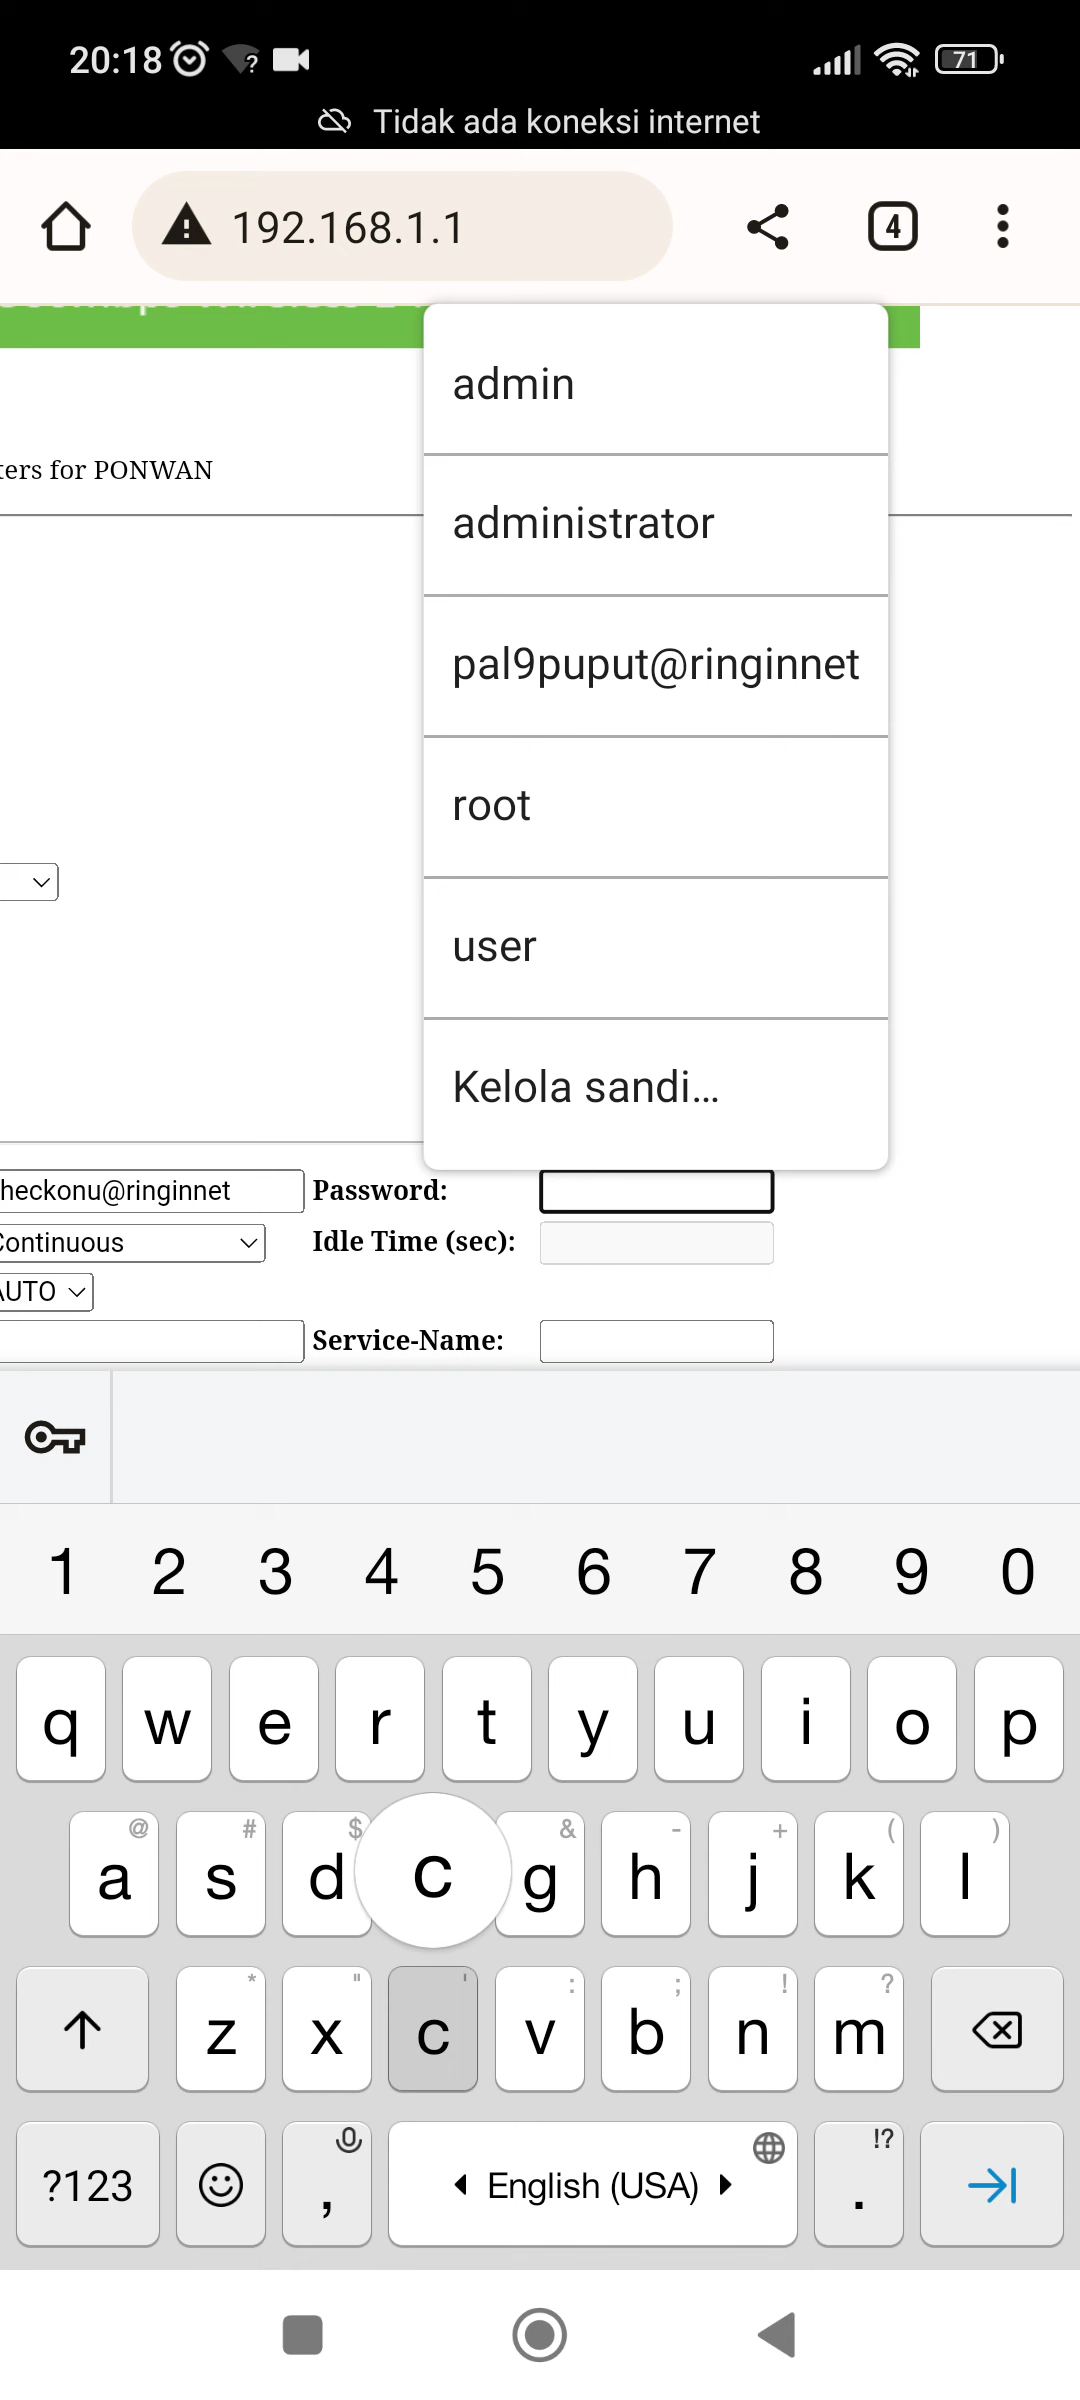 20:18
71
Tidak ada koneksi internet
192.168.1.1
4
admin
ters for PONWAN
administrator
pal9puput@ringinnet
root
user
Kelola sandi...
heckonu@ringinnet Password:
Continuous Idle Time (sec):
AUTO
Service-Name:
1 2 3 4 5 6 7 8 9 0
q w e r t y u i o p
@ # $ & - + ( )
a s d c g h j k l
* " ' : ; ! ?
z x c v b n m
!?
?123 , English (USA) .